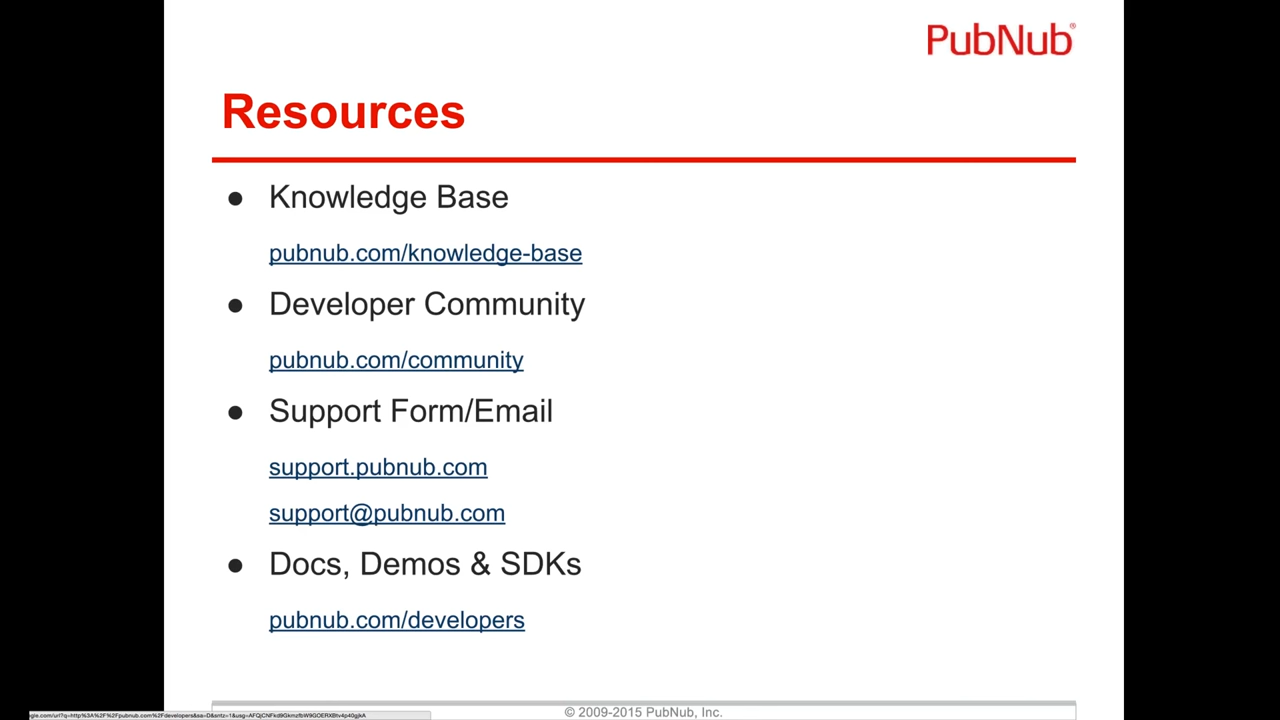 PubNub®
Resources
● Knowledge Base
pubnub.com/knowledge-base
● Developer Community
pubnub.com/community
● Support Form/Email
support.pubnub.com
support@pubnub.com
● Docs, Demos & SDKs
pubnub.com/developers
© 2009-2015 PubNub, Inc.